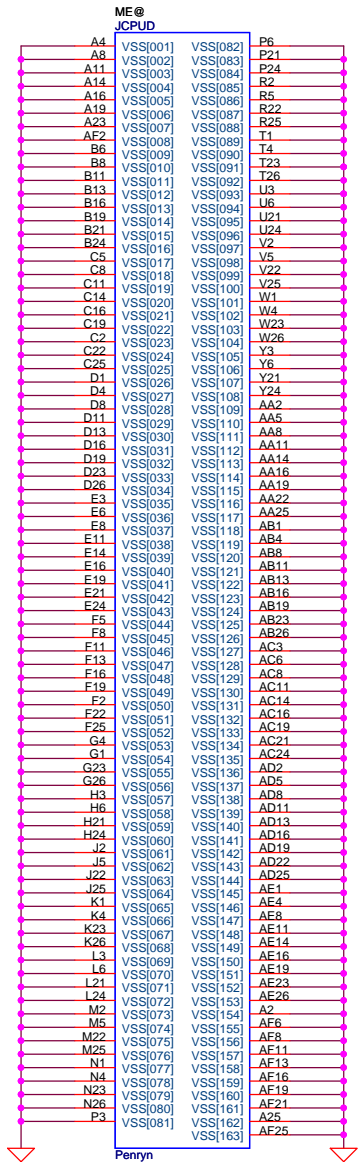 ME@
JCPUD
A4 VSS[001] VSS[082] P6
A8 VSS[002] VSS[083] P21
A11 VSS[003] VSS[084] P24
A14 VSS[004] VSS[085] R2
A16 VSS[005] VSS[086] R5
A19 VSS[006] VSS[087] R22
A23 VSS[007] VSS[088] R25
AF2 VSS[008] VSS[089] T1
B6 VSS[009] VSS[090] T4
B8 VSS[010] VSS[091] T23
B11 VSS[011] VSS[092] T26
B13 VSS[012] VSS[093] U3
B16 VSS[013] VSS[094] U6
B19 VSS[014] VSS[095] U21
B21 VSS[015] VSS[096] U24
B24 VSS[016] VSS[097] V2
C5 VSS[017] VSS[098] V5
C8 VSS[018] VSS[099] V22
C11 VSS[019] VSS[100] V25
C14 VSS[020] VSS[101] W1
C16 VSS[021] VSS[102] W4
C19 VSS[022] VSS[103] W23
C2 VSS[023] VSS[104] W26
C22 VSS[024] VSS[105] Y3
C25 VSS[025] VSS[106] Y6
D1 VSS[026] VSS[107] Y21
D4 VSS[027] VSS[108] Y24
D8 VSS[028] VSS[109] AA2
D11 VSS[029] VSS[110] AA5
D13 VSS[030] VSS[111] AA8
D16 VSS[031] VSS[112] AA11
D19 VSS[032] VSS[113] AA14
D23 VSS[033] VSS[114] AA16
D26 VSS[034] VSS[115] AA19
E3 VSS[035] VSS[116] AA22
E6 VSS[036] VSS[117] AA25
E8 VSS[037] VSS[118] AB1
E11 VSS[038] VSS[119] AB4
E14 VSS[039] VSS[120] AB8
E16 VSS[040] VSS[121] AB11
E19 VSS[041] VSS[122] AB13
E21 VSS[042] VSS[123] AB16
E24 VSS[043] VSS[124] AB19
F5 VSS[044] VSS[125] AB23
F8 VSS[045] VSS[126] AB26
F11 VSS[046] VSS[127] AC3
F13 VSS[047] VSS[128] AC6
F16 VSS[048] VSS[129] AC8
F19 VSS[049] VSS[130] AC11
F2 VSS[050] VSS[131] AC14
F22 VSS[051] VSS[132] AC16
F25 VSS[052] VSS[133] AC19
G4 VSS[053] VSS[134] AC21
G1 VSS[054] VSS[135] AC24
G23 VSS[055] VSS[136] AD2
G26 VSS[056] VSS[137] AD5
H3 VSS[057] VSS[138] AD8
H6 VSS[058] VSS[139] AD11
H21 VSS[059] VSS[140] AD13
H24 VSS[060] VSS[141] AD16
J2 VSS[061] VSS[142] AD19
J5 VSS[062] VSS[143] AD22
J22 VSS[063] VSS[144] AD25
J25 VSS[064] VSS[145] AE1
K1 VSS[065] VSS[146] AE4
K4 VSS[066] VSS[147] AE8
K23 VSS[067] VSS[148] AE11
K26 VSS[068] VSS[149] AE14
L3 VSS[069] VSS[150] AE16
L6 VSS[070] VSS[151] AE19
L21 VSS[071] VSS[152] AE23
L24 VSS[072] VSS[153] AE26
M2 VSS[073] VSS[154] A2
M5 VSS[074] VSS[155] AF6
M22 VSS[075] VSS[156] AF8
M25 VSS[076] VSS[157] AF11
N1 VSS[077] VSS[158] AF13
N4 VSS[078] VSS[159] AF16
N23 VSS[079] VSS[160] AF19
N26 VSS[080] VSS[161] AF21
P3 VSS[081] VSS[162] A25
VSS[163] AF25
Penryn